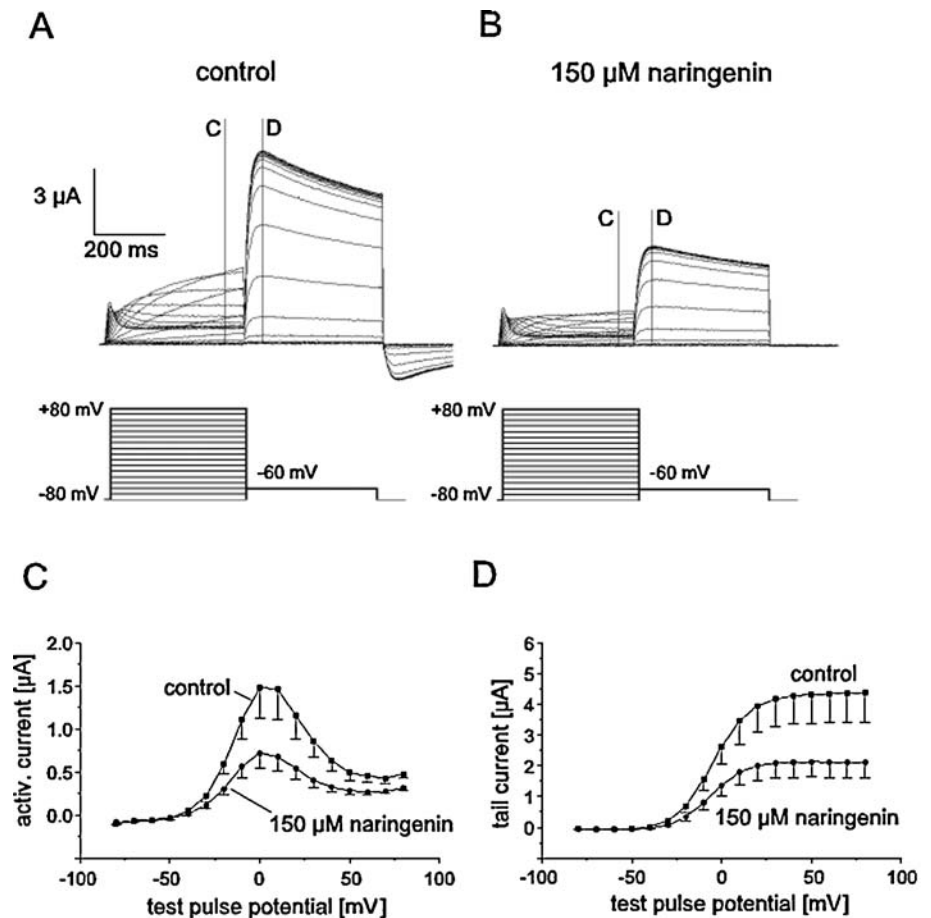 A
control
C
D
3 µA
200 ms
+80 mV
-60 mV
-80 mV
B
150 µM naringenin
C
D
+80 mV
-60 mV
-80 mV
C
activ. current [µA]
2.0
1.5
1.0
0.5
0.0
control
150 µM naringenin
-100
-50
0
50
100
test pulse potential [mV]
D
tail current [µA]
6
5
4
3
2
1
0
control
150 µM naringenin
-100
-50
0
50
100
test pulse potential [mV]